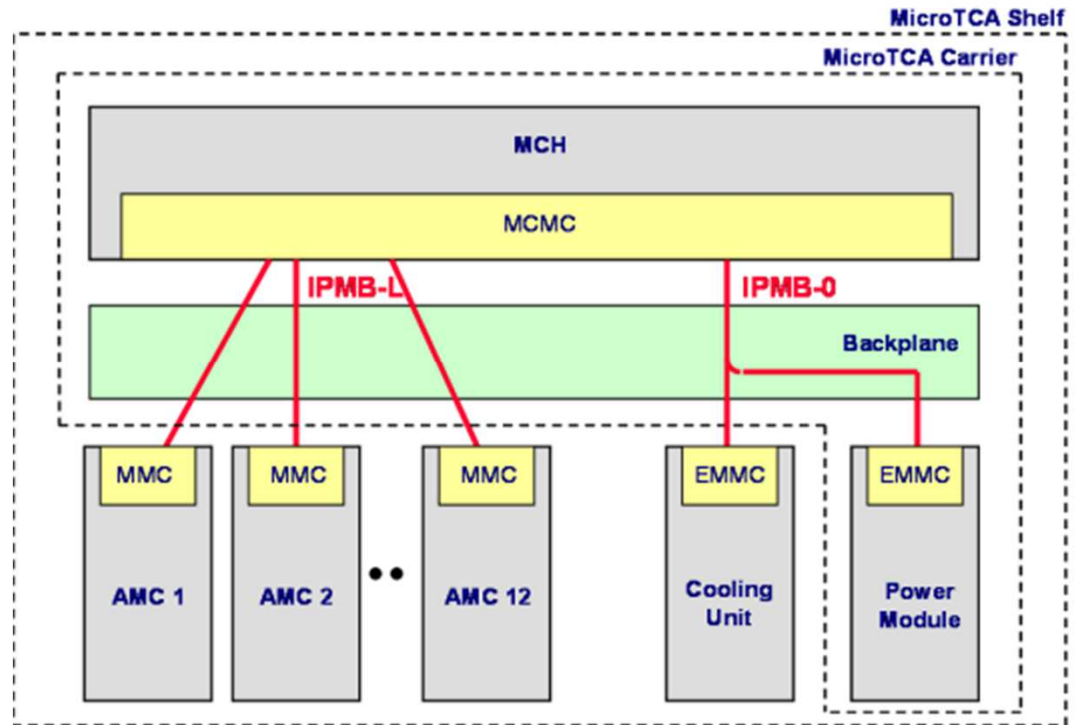 MicroTCA Shelf
MicroTCA Carrier
MCH
MCMC
IPMB-L
IPMB-0
Backplane
MMC
MMC
MMC
EMMC
EMMC
AMC 1
AMC 2
AMC 12
Cooling
Unit
Power
Module